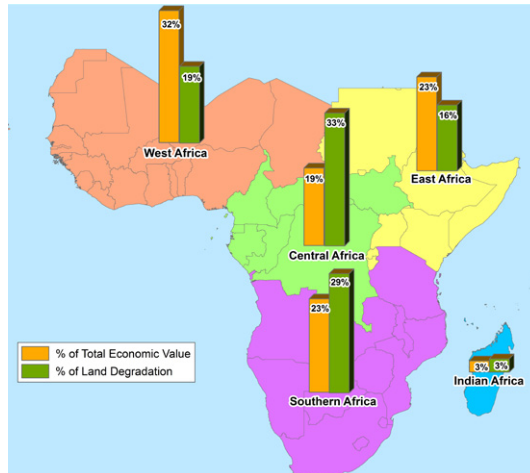 32%
19%
West Africa
23%
16%
East Africa
33%
19%
Central Africa
29%
23%
Southern Africa
3% 3%
Indian Africa
% of Total Economic Value
% of Land Degradation